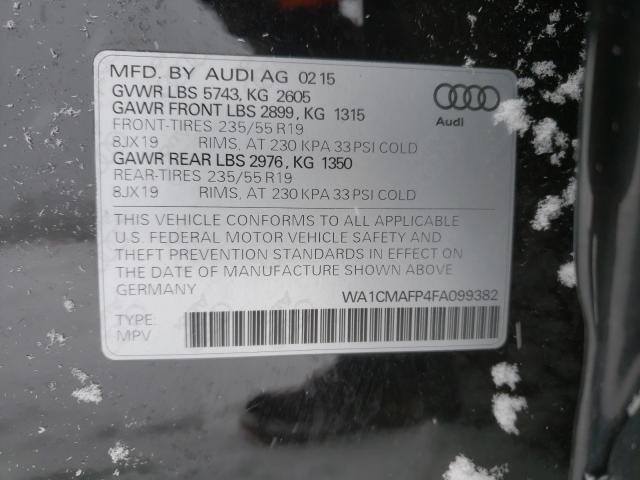 MFD. BY AUDI AG 02 15
GVWR LBS 5743, KG 2605
GAWR FRONT LBS 2899, KG 1315
FRONT-TIRES 235/55 R19
8JX19 RIMS, AT 230 KPA 33 PSI COLD
GAWR REAR LBS 2976, KG 1350
REAR-TIRES 235/55 R19
8JX19 RIMS, AT 230 KPA 33 PSI COLD
Audi
THIS VEHICLE CONFORMS TO ALL APPLICABLE
U.S. FEDERAL MOTOR VEHICLE SAFETY AND
THEFT PREVENTION STANDARDS IN EFFECT ON
THE DATE OF MANUFACTURE SHOWN ABOVE
GERMANY
WA1CMAFP4FA099382
TYPE:
MPV